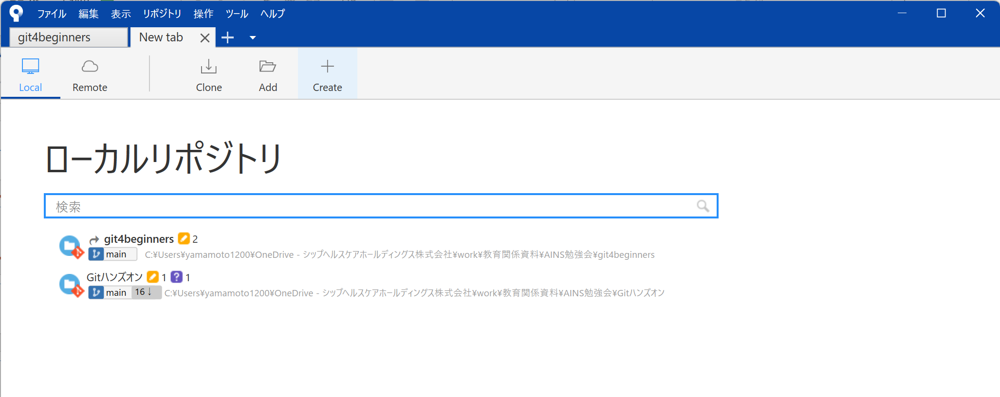 ファイル 編集 表示 リポジトリ 操作 ツール ヘルプ
git4beginners New tab
Local Remote Clone Add Create
ローカルリポジトリ
検索
git4beginners 2
main C:¥Users¥yamamoto1200¥OneDrive - シップヘルスケアホールディングス株式会社¥work¥教育関係資料¥AINS勉強会¥git4beginners
Gitハンズオン 1 ? 1
main 16↓ C:¥Users¥yamamoto1200¥OneDrive - シップヘルスケアホールディングス株式会社¥work¥教育関係資料¥AINS勉強会¥Gitハンズオン